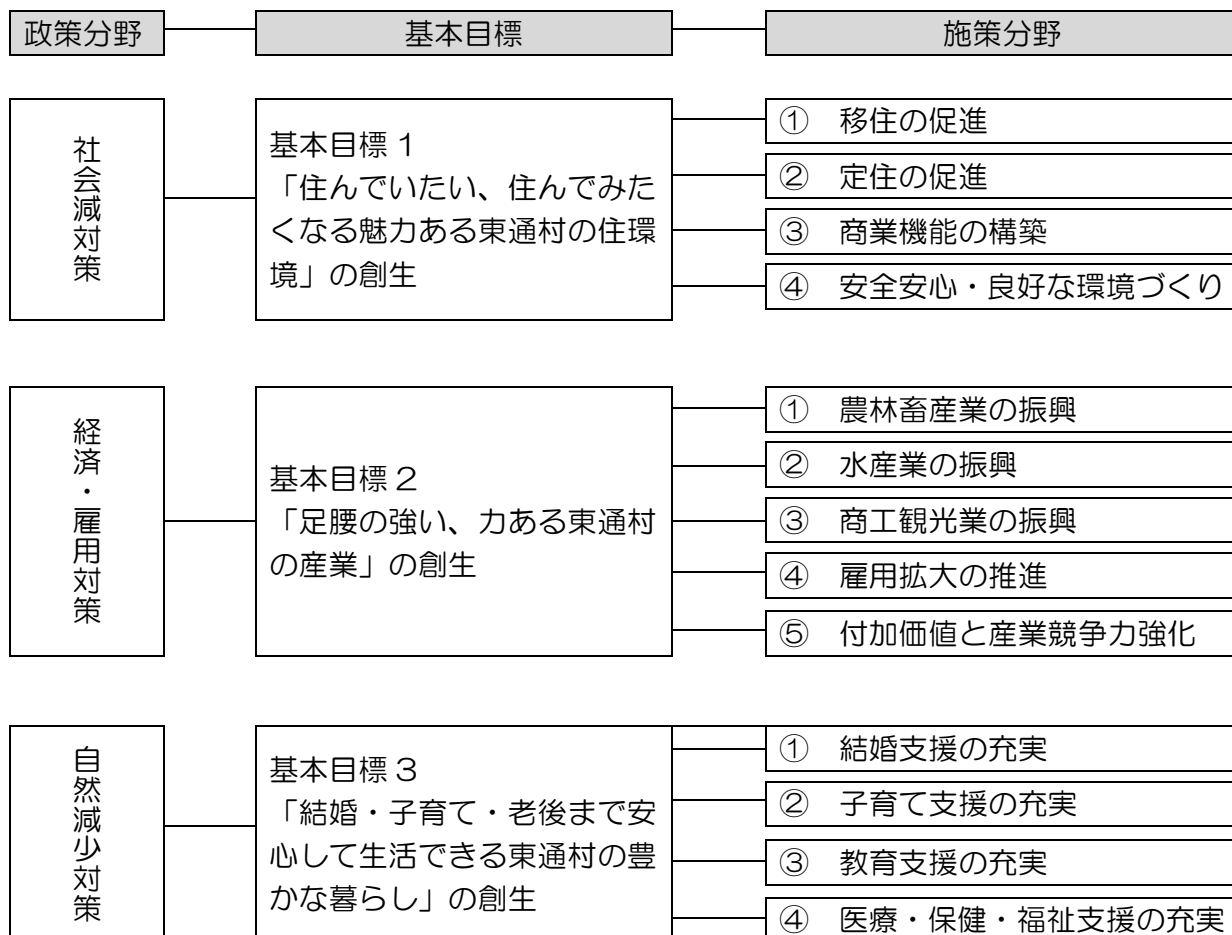 政策分野
基本目標
施策分野
社会減対策
基本目標1
「住んでいたい、住んでみた
くなる魅力ある東通村の住環
境」の創生
① 移住の促進
② 定住の促進
③ 商業機能の構築
④ 安全安心・良好な環境づくり
経済・雇用対策
基本目標2
「足腰の強い、力ある東通村
の産業」の創生
① 農林畜産業の振興
② 水産業の振興
③ 商工観光業の振興
④ 雇用拡大の推進
⑤ 付加価値と産業競争力強化
自然減少対策
基本目標3
「結婚・子育て・老後まで安
心して生活できる東通村の豊
かな暮らし」の創生
① 結婚支援の充実
② 子育て支援の充実
③ 教育支援の充実
④ 医療・保健・福祉支援の充実